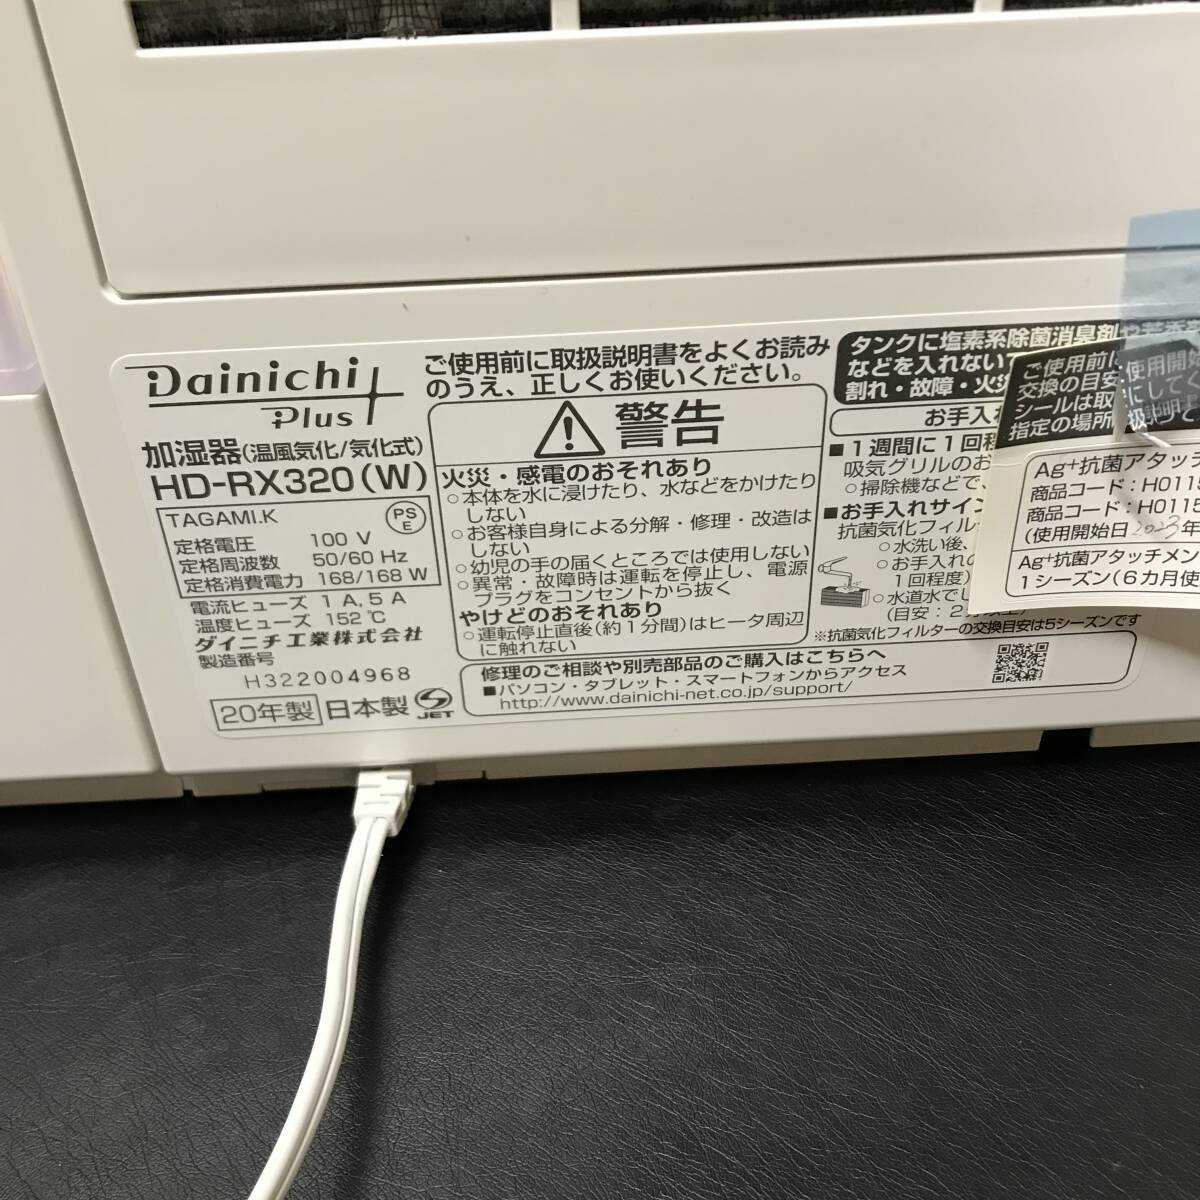 Dainichi
Plus
加湿器(温風気化/気化式)
HD-RX320(W)
TAGAMI.K
PS
E
定格電圧 100 V
定格周波数 50/60 Hz
定格消費電力 168/168 W
電流ヒューズ 1 A, 5 A
温度ヒューズ 152 ℃
ダイニチ工業株式会社
製造番号
H322004968
20年製 日本製
JET
ご使用前に取扱説明書をよくお読み
のうえ、正しくお使いください。
警告
火災・感電のおそれあり
○本体を水に浸けたり、水などをかけたり
しない
○お客様自身による分解・修理・改造は
しない
○幼児の手の届くところでは使用しない
○異常・故障時は運転を停止し、電源
プラグをコンセントから抜く
やけどのおそれあり
○運転停止直後(約1分間)はヒータ周辺
に触れない
修理のご相談や別売部品のご購入はこちらへ
■パソコン・タブレット・スマートフォンからアクセス
http://www.dainichi-net.co.jp/support/
タンクに塩素系除菌消臭剤や芳香
などを入れない
割れ・故障・火災
お手入れ
■1週間に1回程
吸気グリルのお
○掃除機などで、
■お手入れサイン
抗菌気化フィル
○水洗い後、
○お手入れの
1回程度)
○水道水でし
(目安:2
※抗菌気化フィルターの交換目安は5シーズンです
ご使用前に
交換の目安
シールは取
指定の場所
使用開
にして
扱説明
Ag+抗菌アタッチ
商品コード:H0115
商品コード:H0115
(使用開始日 2023年
Ag+抗菌アタッチメン
1シーズン(6カ月使